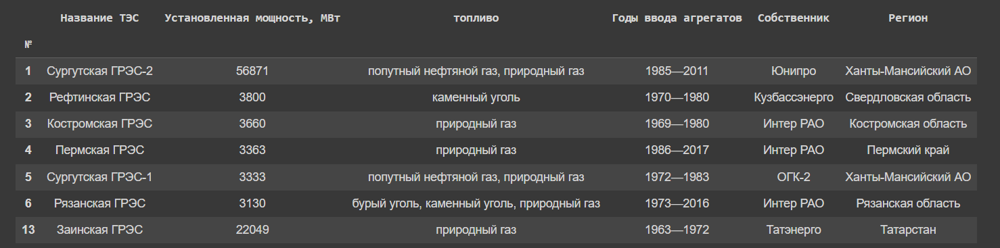 Название ТЭС Установленная мощность, МВт топливо Годы ввода агрегатов Собственник Регион
№
1 Сургутская ГРЭС-2 56871 попутный нефтяной газ, природный газ 1985—2011 Юнипро Ханты-Мансийский АО
2 Рефтинская ГРЭС 3800 каменный уголь 1970—1980 Кузбассэнерго Свердловская область
3 Костромская ГРЭС 3660 природный газ 1969—1980 Интер РАО Костромская область
4 Пермская ГРЭС 3363 природный газ 1986—2017 Интер РАО Пермский край
5 Сургутская ГРЭС-1 3333 попутный нефтяной газ, природный газ 1972—1983 ОГК-2 Ханты-Мансийский АО
6 Рязанская ГРЭС 3130 бурый уголь, каменный уголь, природный газ 1973—2016 Интер РАО Рязанская область
13 Заинская ГРЭС 22049 природный газ 1963—1972 Татэнерго Татарстан